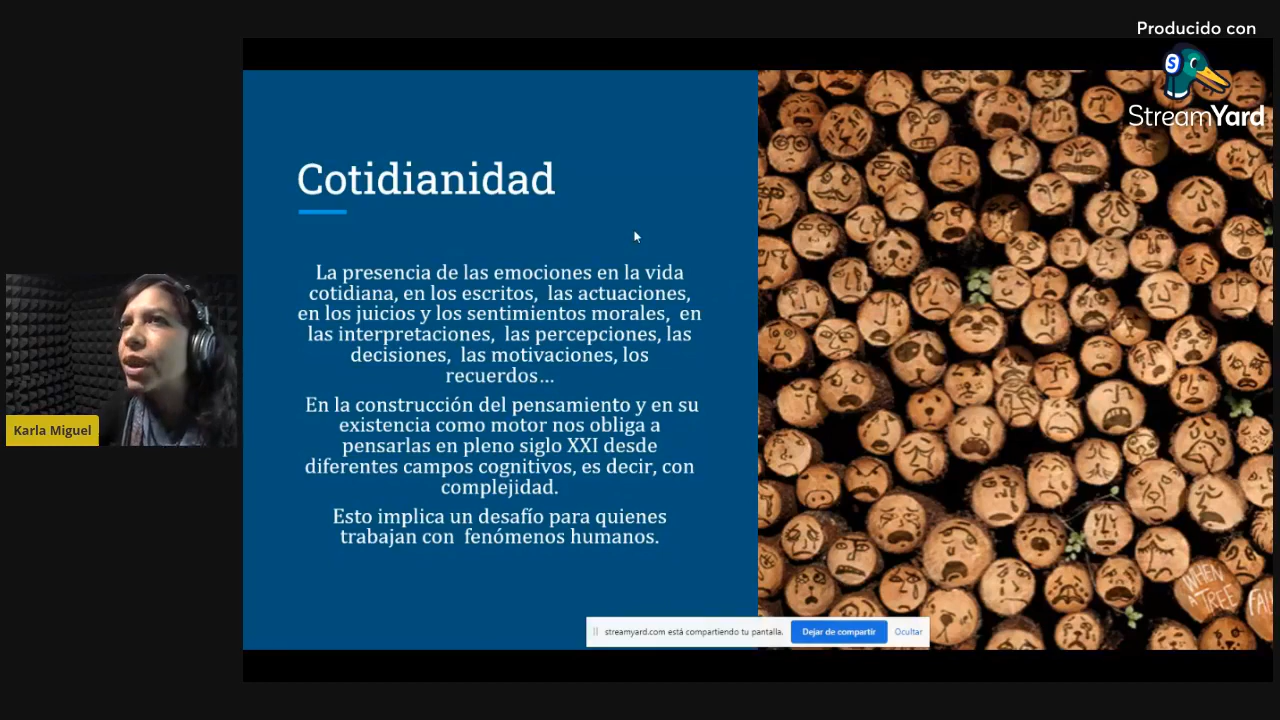 Producido con
StreamYard
Cotidianidad
La presencia de las emociones en la vida
cotidiana, en los escritos, las actuaciones,
en los juicios y los sentimientos morales, en
las interpretaciones, las percepciones, las
decisiones, las motivaciones, los
recuerdos...
En la construcción del pensamiento y en su
existencia como motor nos obliga a
pensarlas en pleno siglo XXI desde
diferentes campos cognitivos, es decir, con
complejidad.
Esto implica un desafío para quienes
trabajan con fenómenos humanos.
Karla Miguel
WHEN
A TREE
streamyard.com está compartiendo tu pantalla.
Dejar de compartir
Ocultar